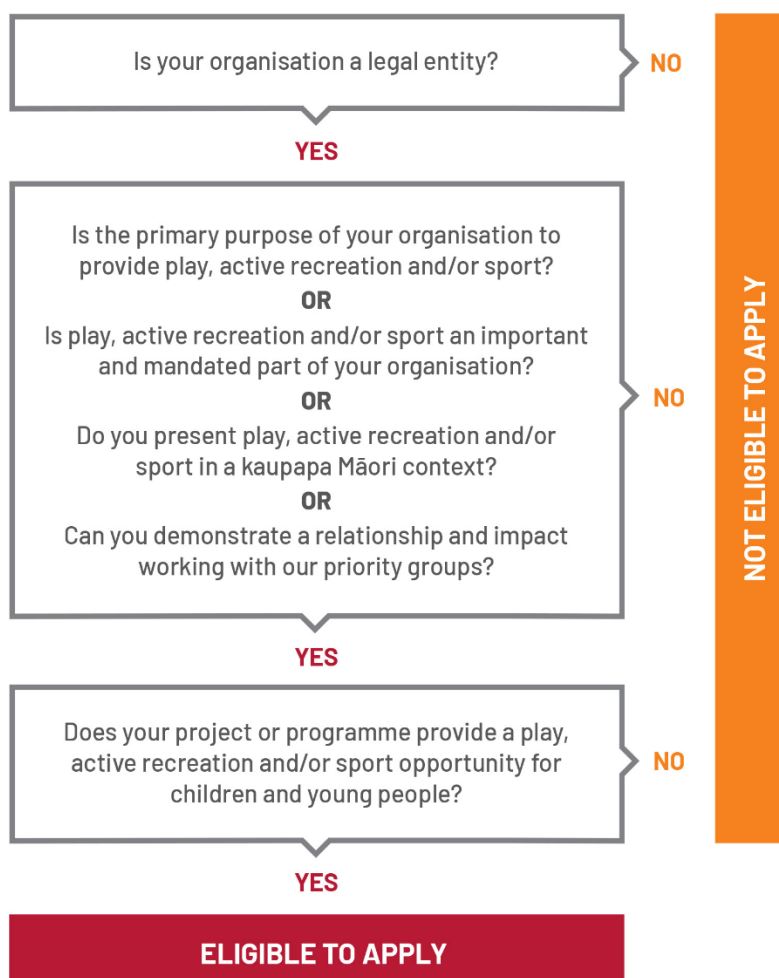 Is your organisation a legal entity?
NO
YES
Is the primary purpose of your organisation to
provide play, active recreation and/or sport?
OR
Is play, active recreation and/or sport an important
and mandated part of your organisation?
OR
Do you present play, active recreation and/or
sport in a kaupapa Māori context?
OR
Can you demonstrate a relationship and impact
working with our priority groups?
NO
YES
Does your project or programme provide a play,
active recreation and/or sport opportunity for
children and young people?
NO
YES
ELIGIBLE TO APPLY
NOT ELIGIBLE TO APPLY